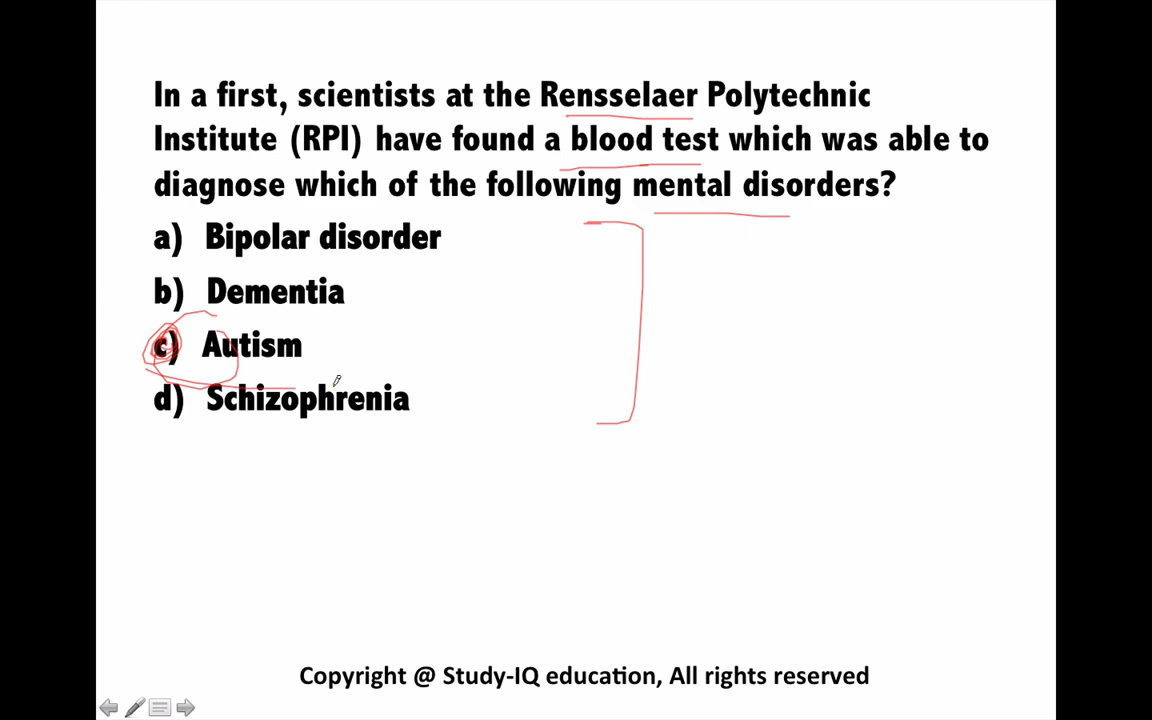 In a first, scientists at the Rensselaer Polytechnic
Institute (RPI) have found a blood test which was able to
diagnose which of the following mental disorders?
a) Bipolar disorder
b) Dementia
c) Autism
d) Schizophrenia
Copyright @ Study-IQ education, All rights reserved